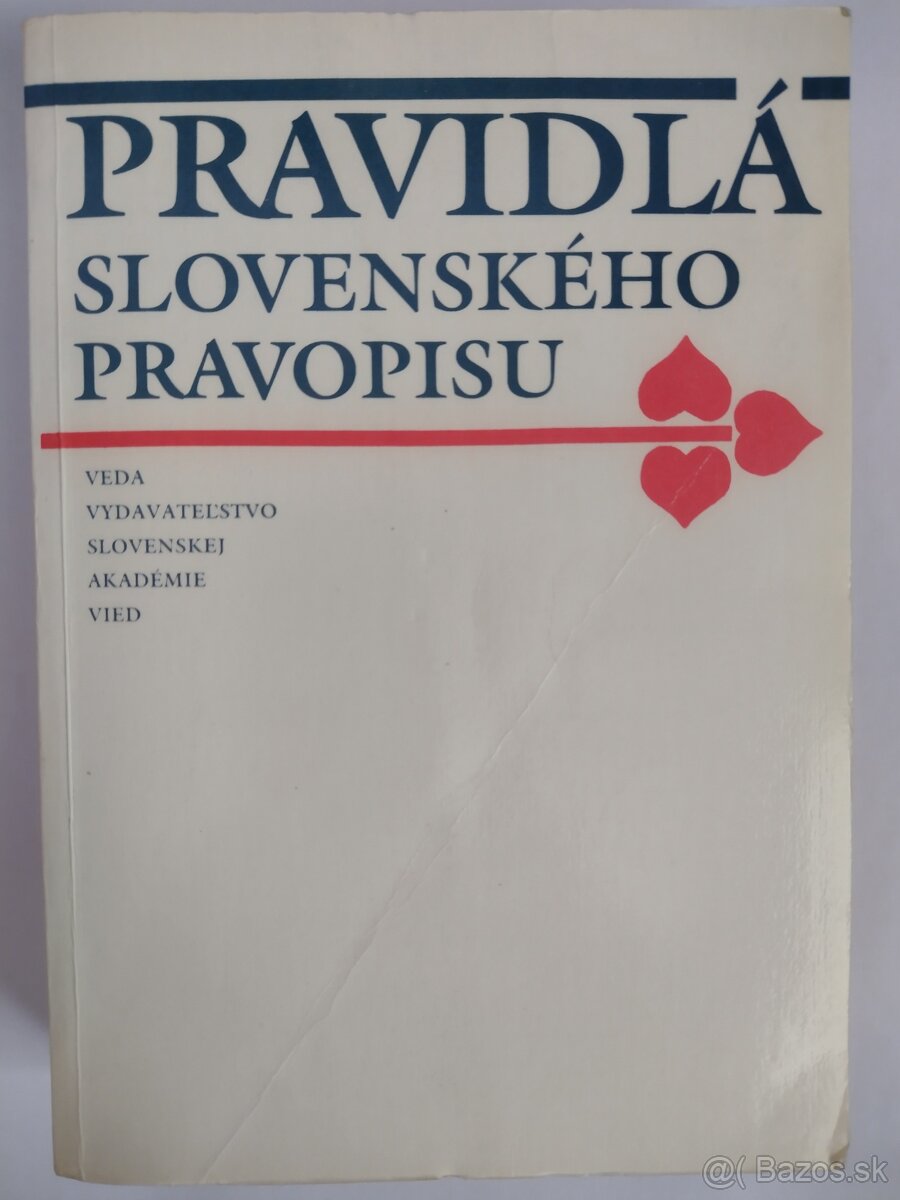 PRAVIDLÁ
SLOVENSKÉHO
PRAVOPISU
VEDA
VYDAVATEĽSTVO
SLOVENSKEJ
AKADÉMIE
VIED
@( Bazos.sk